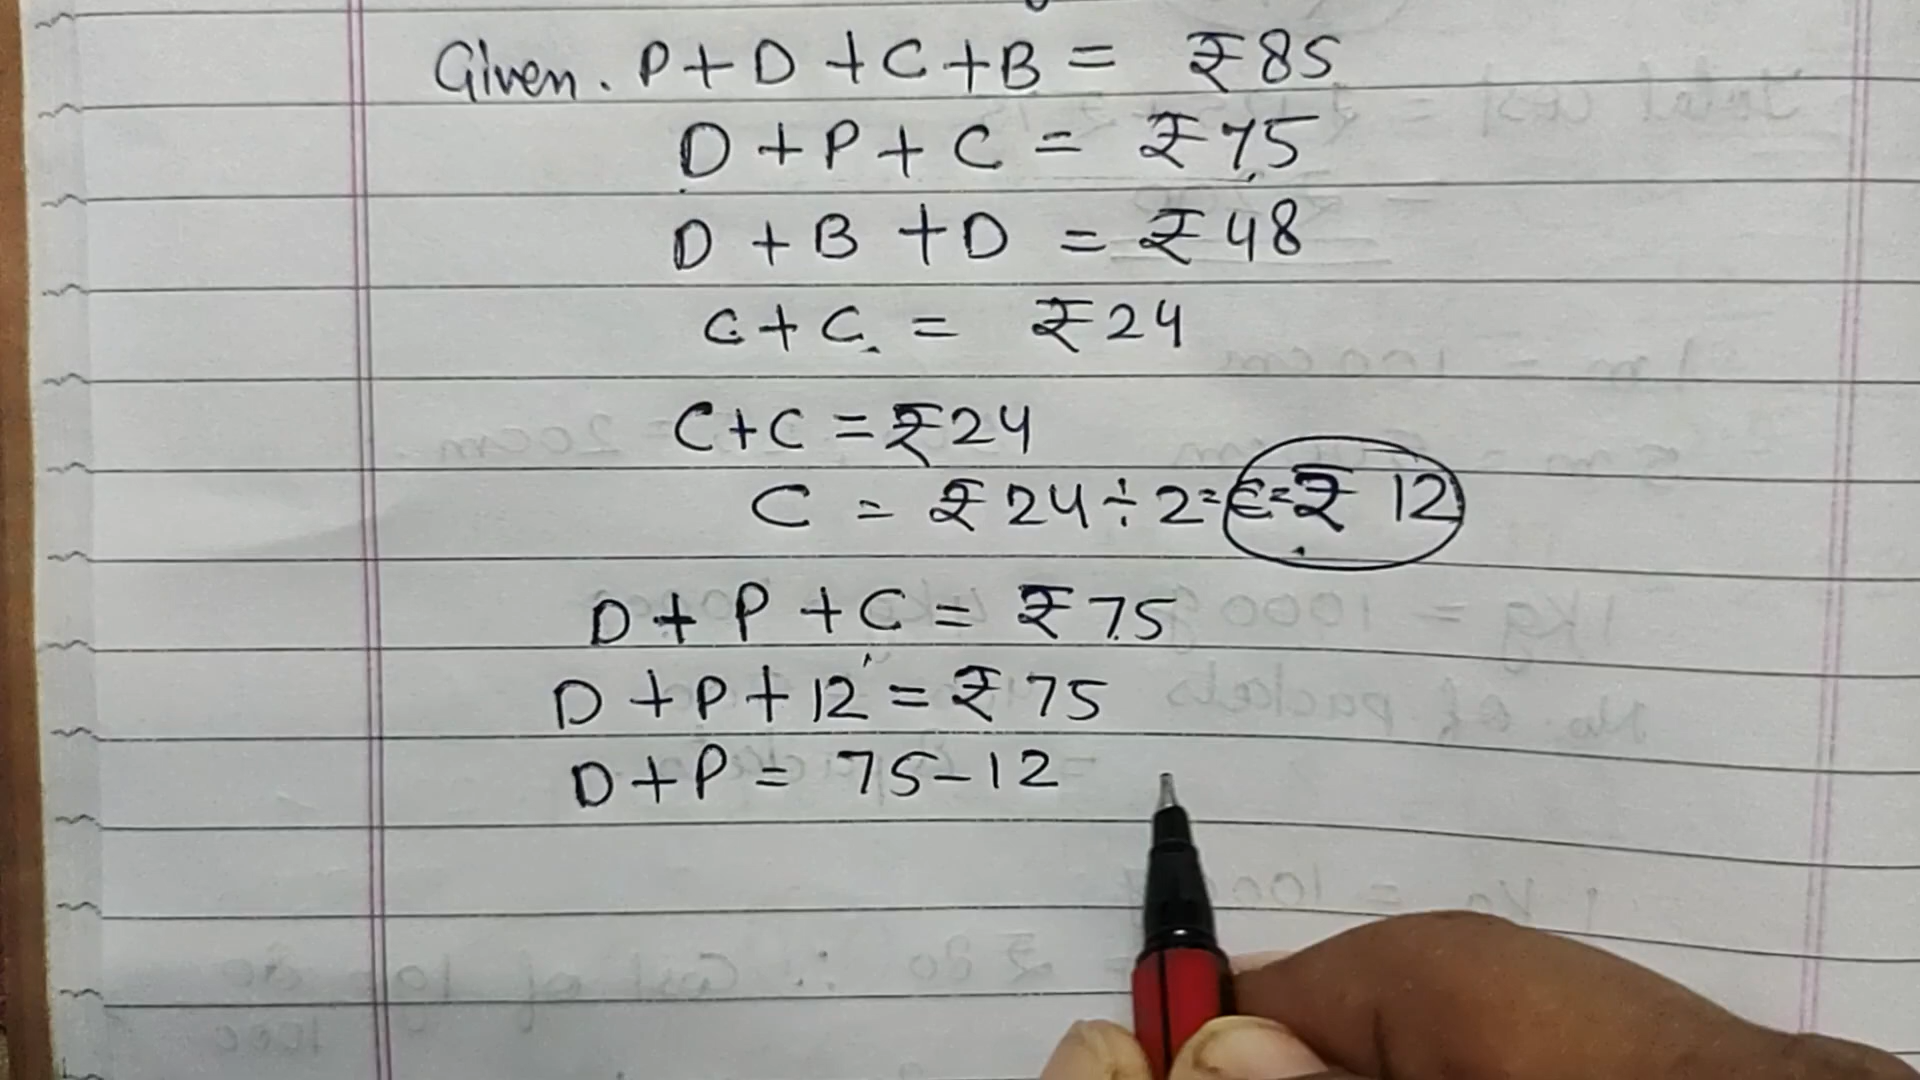 Given. P+D+C+B= ₹85
D+P+C = ₹75
D+B+D = ₹48
C+C. = ₹24
C+C=₹24
C = ₹24÷2=C=₹ 12
D+P+C= ₹75
D+P+12=₹75
D+P= 75-12